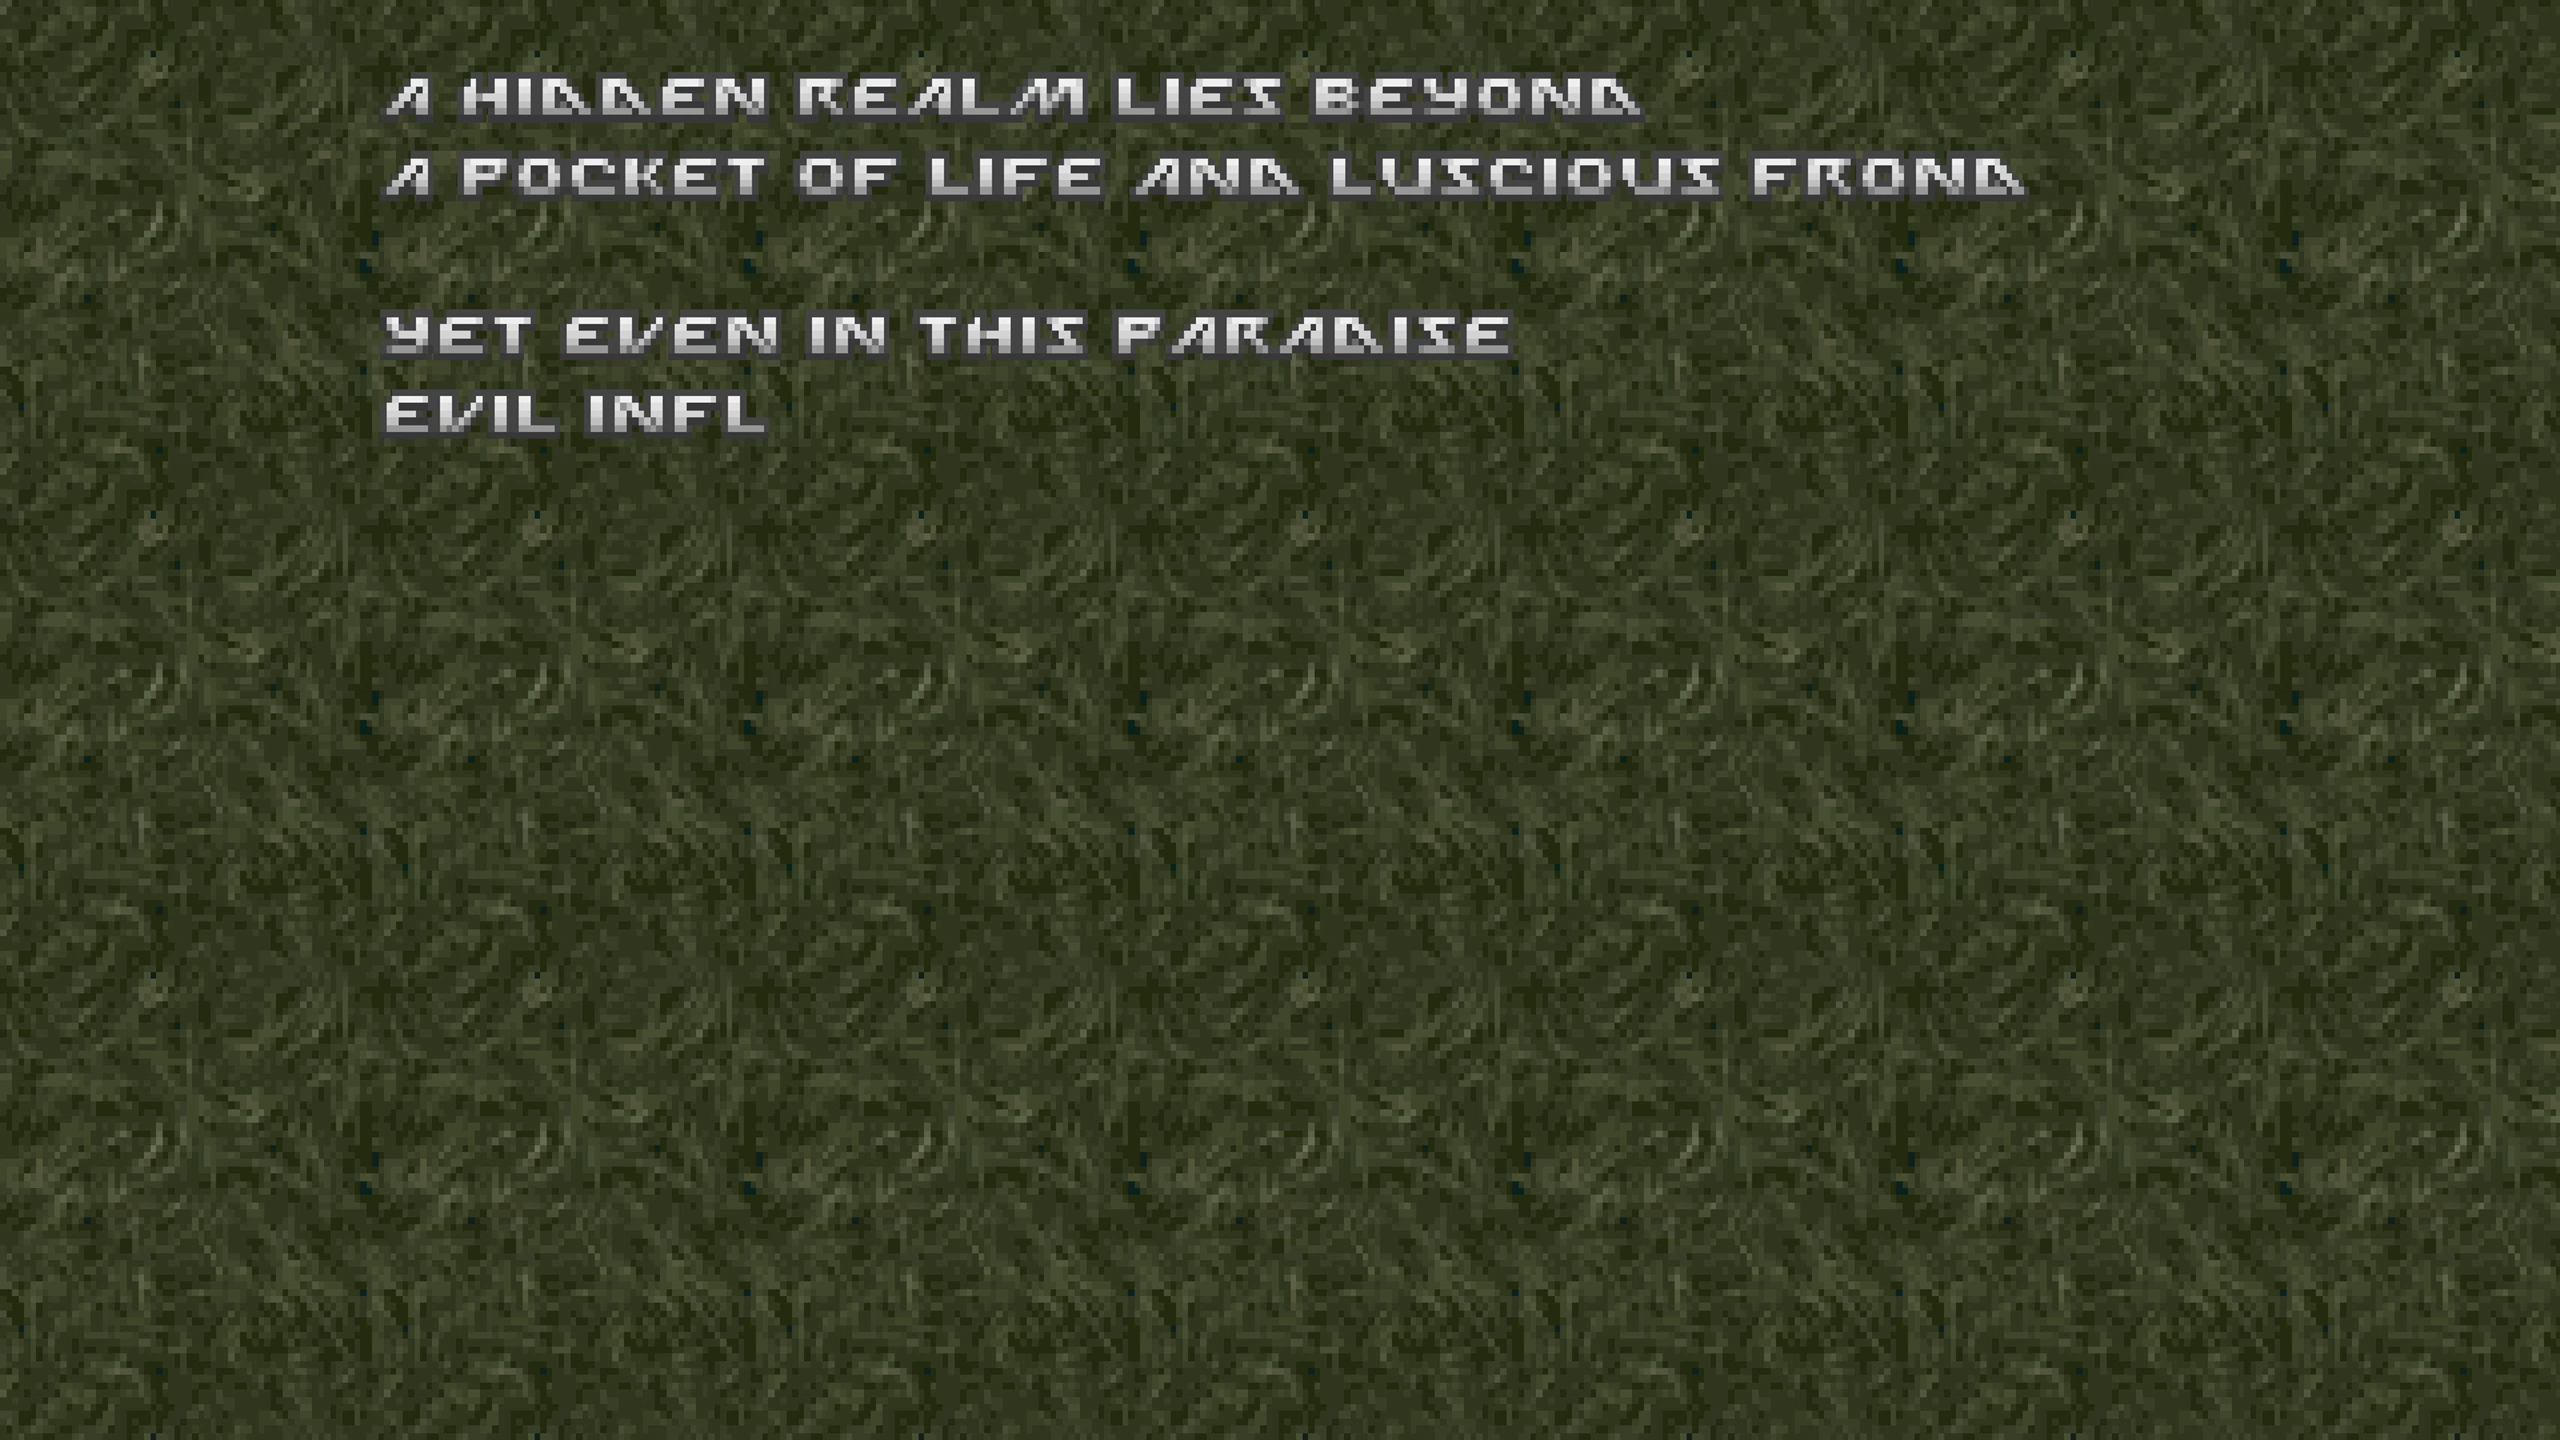 A HIDDEN REALM LIES BEYOND
A POCKET OF LIFE AND LUSCIOUS FROND
YET EVEN IN THIS PARADISE
EVIL INFL